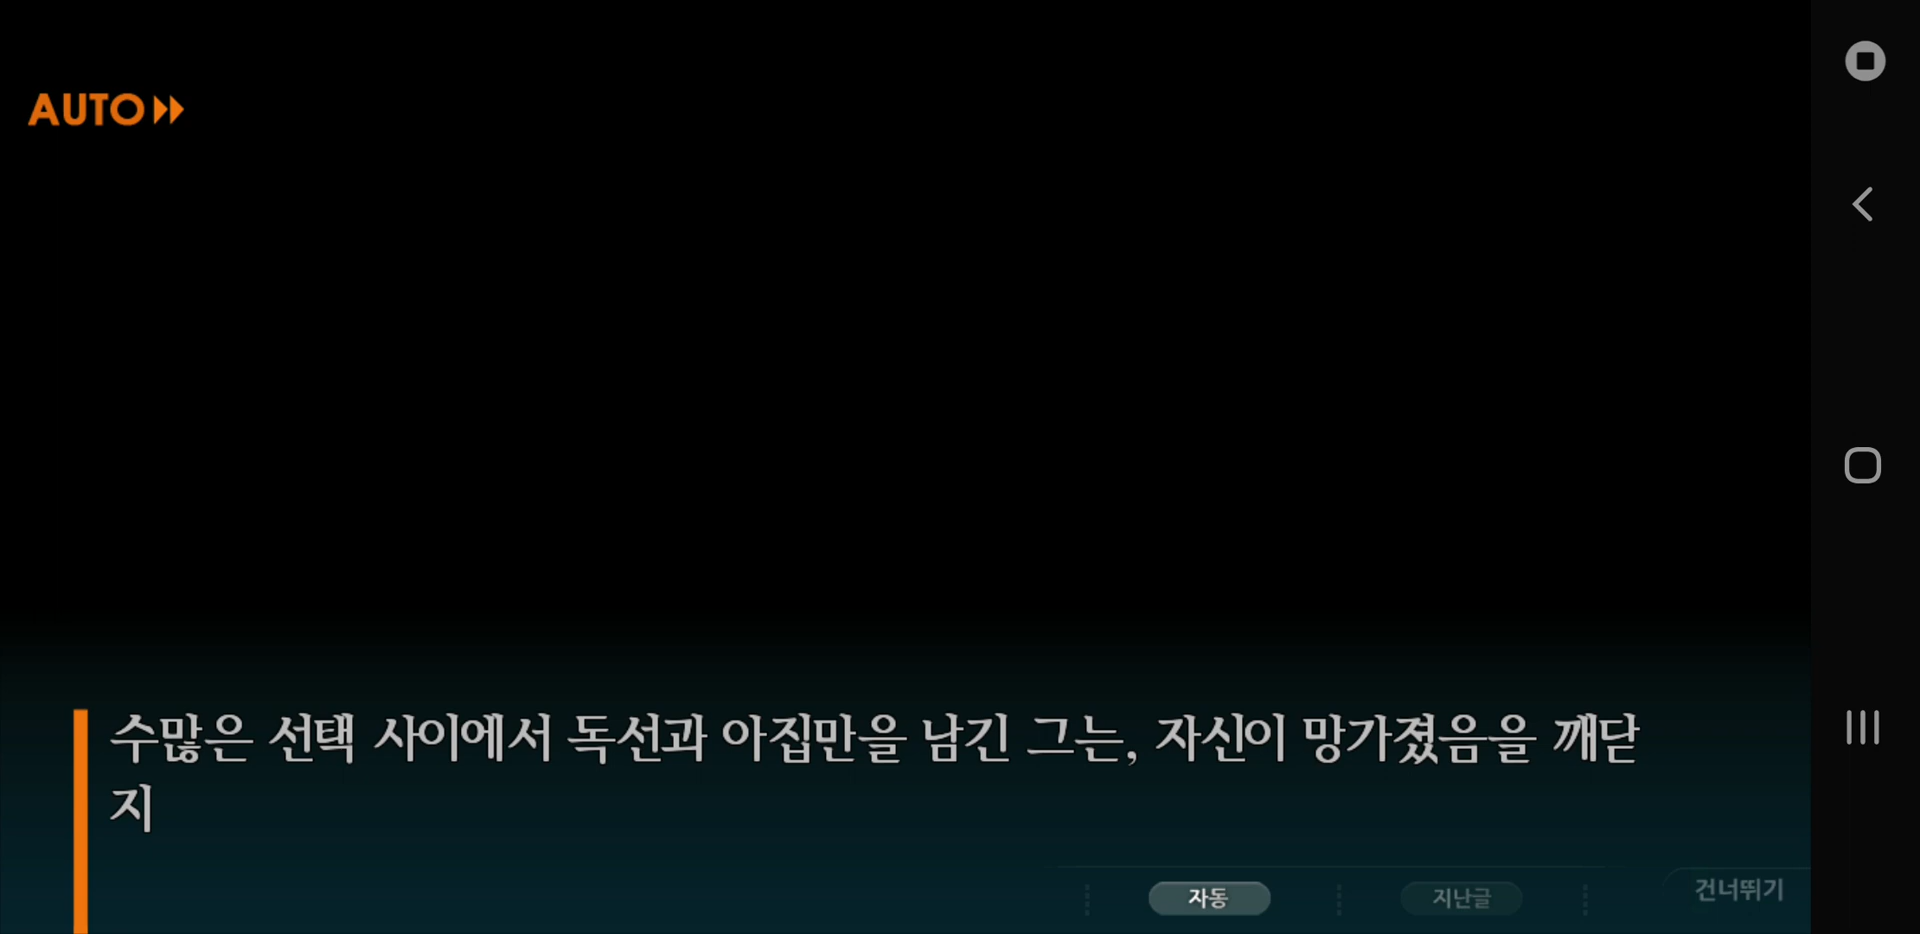 AUTO
수많은 선택 사이에서 독선과 아집만을 남긴 그는, 자신이 망가졌음을 깨닫
지
자동
지난글
건너뛰기